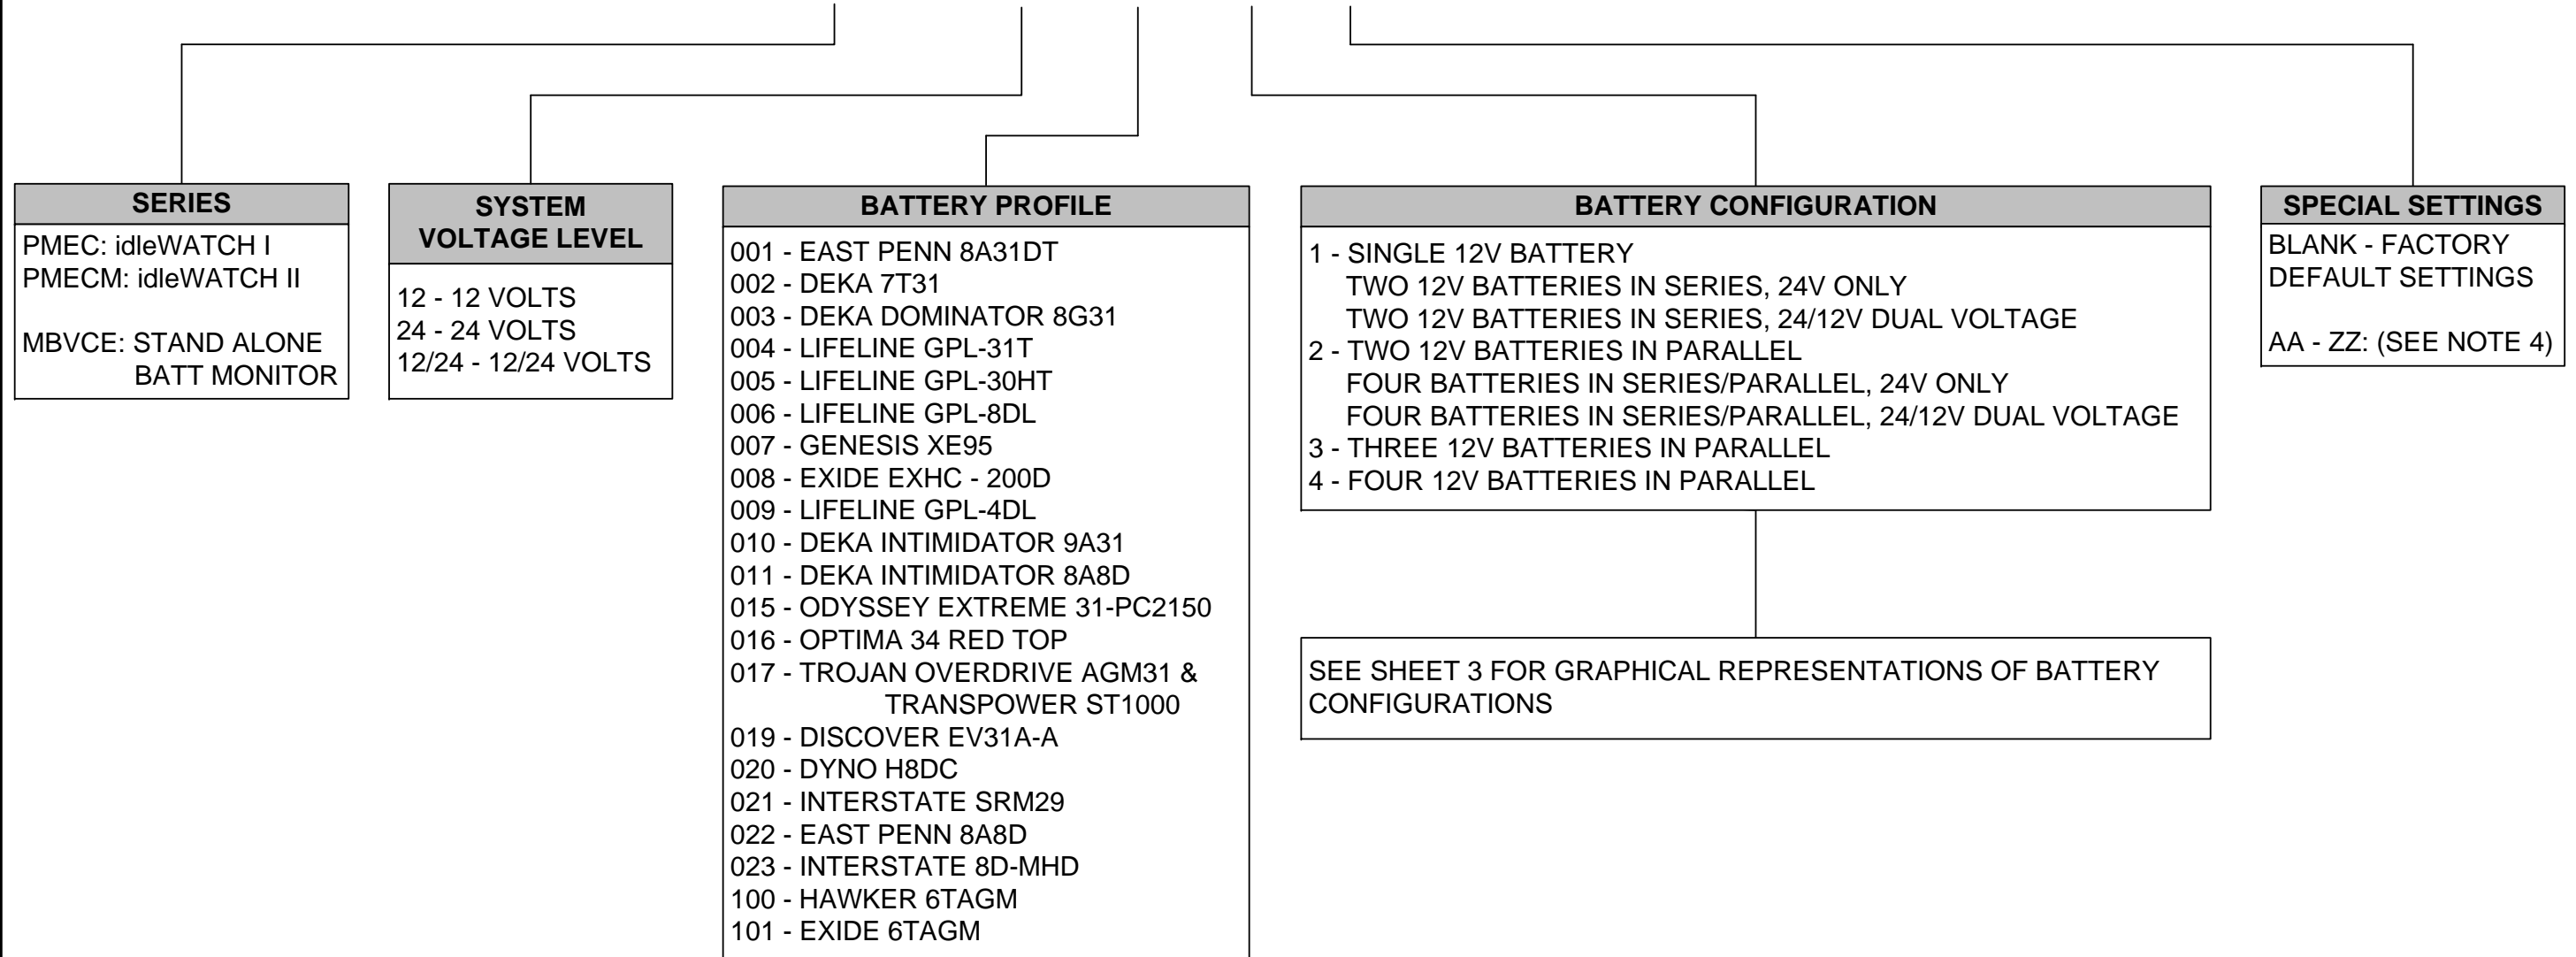 SERIES
PMEC: idleWATCH I
PMECM: idleWATCH II
MBVCE: STAND ALONE
BATT MONITOR
SYSTEM
VOLTAGE LEVEL
12 - 12 VOLTS
24 - 24 VOLTS
12/24 - 12/24 VOLTS
BATTERY PROFILE
001 - EAST PENN 8A31DT
002 - DEKA 7T31
003 - DEKA DOMINATOR 8G31
004 - LIFELINE GPL-31T
005 - LIFELINE GPL-30HT
006 - LIFELINE GPL-8DL
007 - GENESIS XE95
008 - EXIDE EXHC - 200D
009 - LIFELINE GPL-4DL
010 - DEKA INTIMIDATOR 9A31
011 - DEKA INTIMIDATOR 8A8D
015 - ODYSSEY EXTREME 31-PC2150
016 - OPTIMA 34 RED TOP
017 - TROJAN OVERDRIVE AGM31 &
TRANSPOWER ST1000
019 - DISCOVER EV31A-A
020 - DYNO H8DC
021 - INTERSTATE SRM29
022 - EAST PENN 8A8D
023 - INTERSTATE 8D-MHD
100 - HAWKER 6TAGM
101 - EXIDE 6TAGM
BATTERY CONFIGURATION
1 - SINGLE 12V BATTERY
TWO 12V BATTERIES IN SERIES, 24V ONLY
TWO 12V BATTERIES IN SERIES, 24/12V DUAL VOLTAGE
2 - TWO 12V BATTERIES IN PARALLEL
FOUR BATTERIES IN SERIES/PARALLEL, 24V ONLY
FOUR BATTERIES IN SERIES/PARALLEL, 24/12V DUAL VOLTAGE
3 - THREE 12V BATTERIES IN PARALLEL
4 - FOUR 12V BATTERIES IN PARALLEL
SEE SHEET 3 FOR GRAPHICAL REPRESENTATIONS OF BATTERY
CONFIGURATIONS
SPECIAL SETTINGS
BLANK - FACTORY
DEFAULT SETTINGS
AA - ZZ: (SEE NOTE 4)